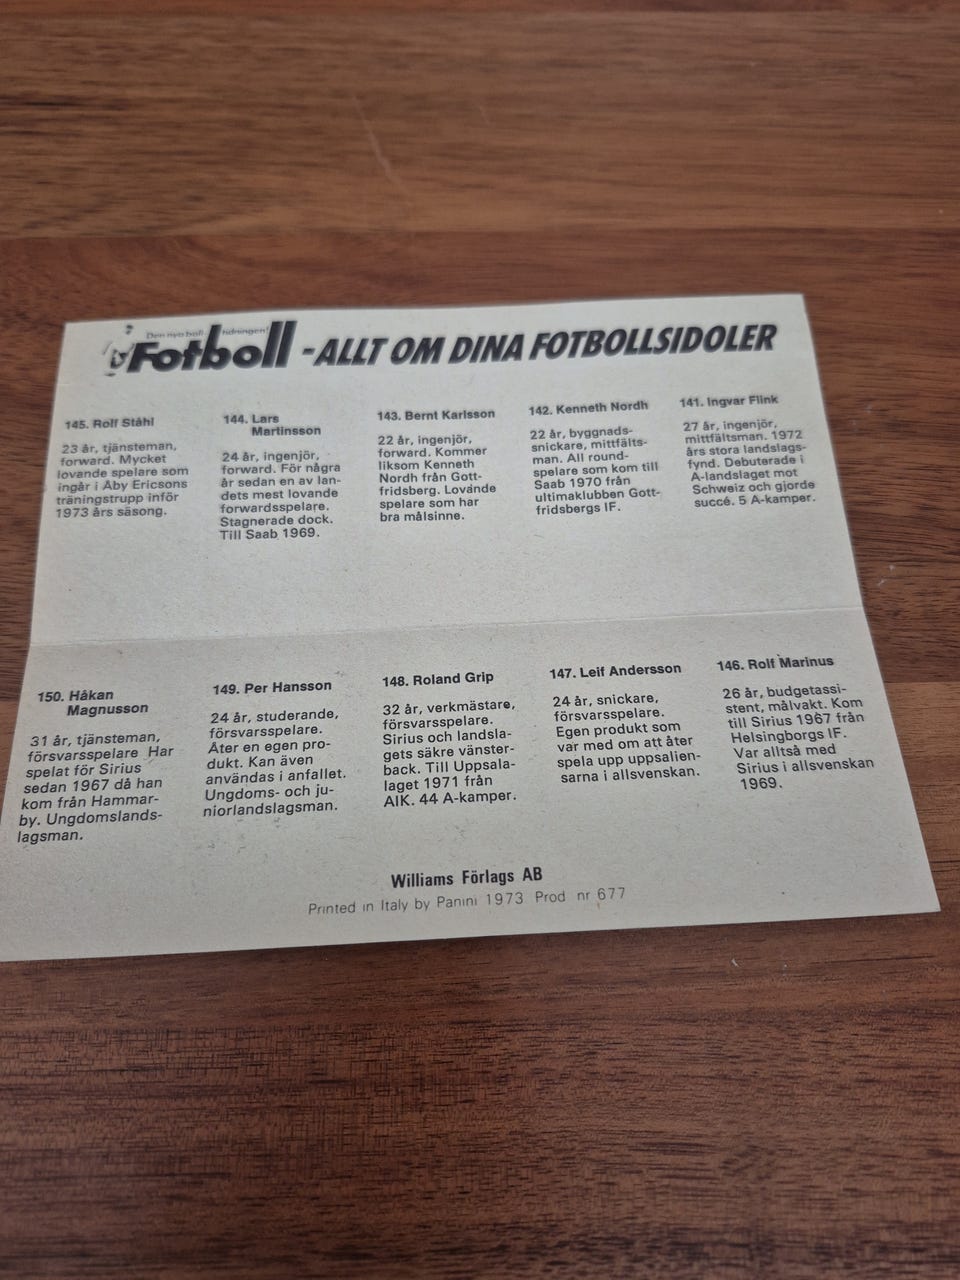 Den nya boll tidningen!
Fotboll - ALLT OM DINA FOTBOLLSIDOLER
145. Rolf Ståhl
23 år, tjänsteman,
forward. Mycket
lovande spelare som
ingår i Åby Ericsons
träningstrupp inför
1973 års säsong.
144. Lars
Martinsson
24 år, ingenjör,
forward. För några
år sedan en av lan-
dets mest lovande
forwardsspelare.
Stagnerade dock.
Till Saab 1969.
143. Bernt Karlsson
22 år, ingenjör,
forward. Kommer
liksom Kenneth
Nordh från Gott-
fridsberg. Lovande
spelare som har
bra målsinne.
142. Kenneth Nordh
22 år, byggnads-
snickare, mittfälts-
man. All round-
spelare som kom till
Saab 1970 från
ultimaklubben Gott-
fridsbergs IF.
141. Ingvar Flink
27 år, ingenjör,
mittfältsman. 1972
års stora landslags-
fynd. Debuterade i
A-landslaget mot
Schweiz och gjorde
succé. 5 A-kamper.
150. Håkan
Magnusson
31 år, tjänsteman,
försvarsspelare Har
spelat för Sirius
sedan 1967 då han
kom från Hammar-
by. Ungdomslands-
lagsman.
149. Per Hansson
24 år, studerande,
försvarsspelare.
Åter en egen pro-
dukt. Kan även
användas i anfallet.
Ungdoms- och ju-
niorlandslagsman.
148. Roland Grip
32 år, verkmästare,
försvarsspelare.
Sirius och landsla-
gets säkre vänster-
back. Till Uppsala-
laget 1971 från
AIK. 44 A-kamper.
147. Leif Andersson
24 år, snickare,
försvarsspelare.
Egen produkt som
var med om att åter
spela upp uppsalien-
sarna i allsvenskan.
146. Rolf Marinus
26 år, budgetassi-
stent, målvakt. Kom
till Sirius 1967 från
Helsingborgs IF.
Var alltså med
Sirius i allsvenskan
1969.
Williams Förlags AB
Printed in Italy by Panini 1973 Prod nr 677